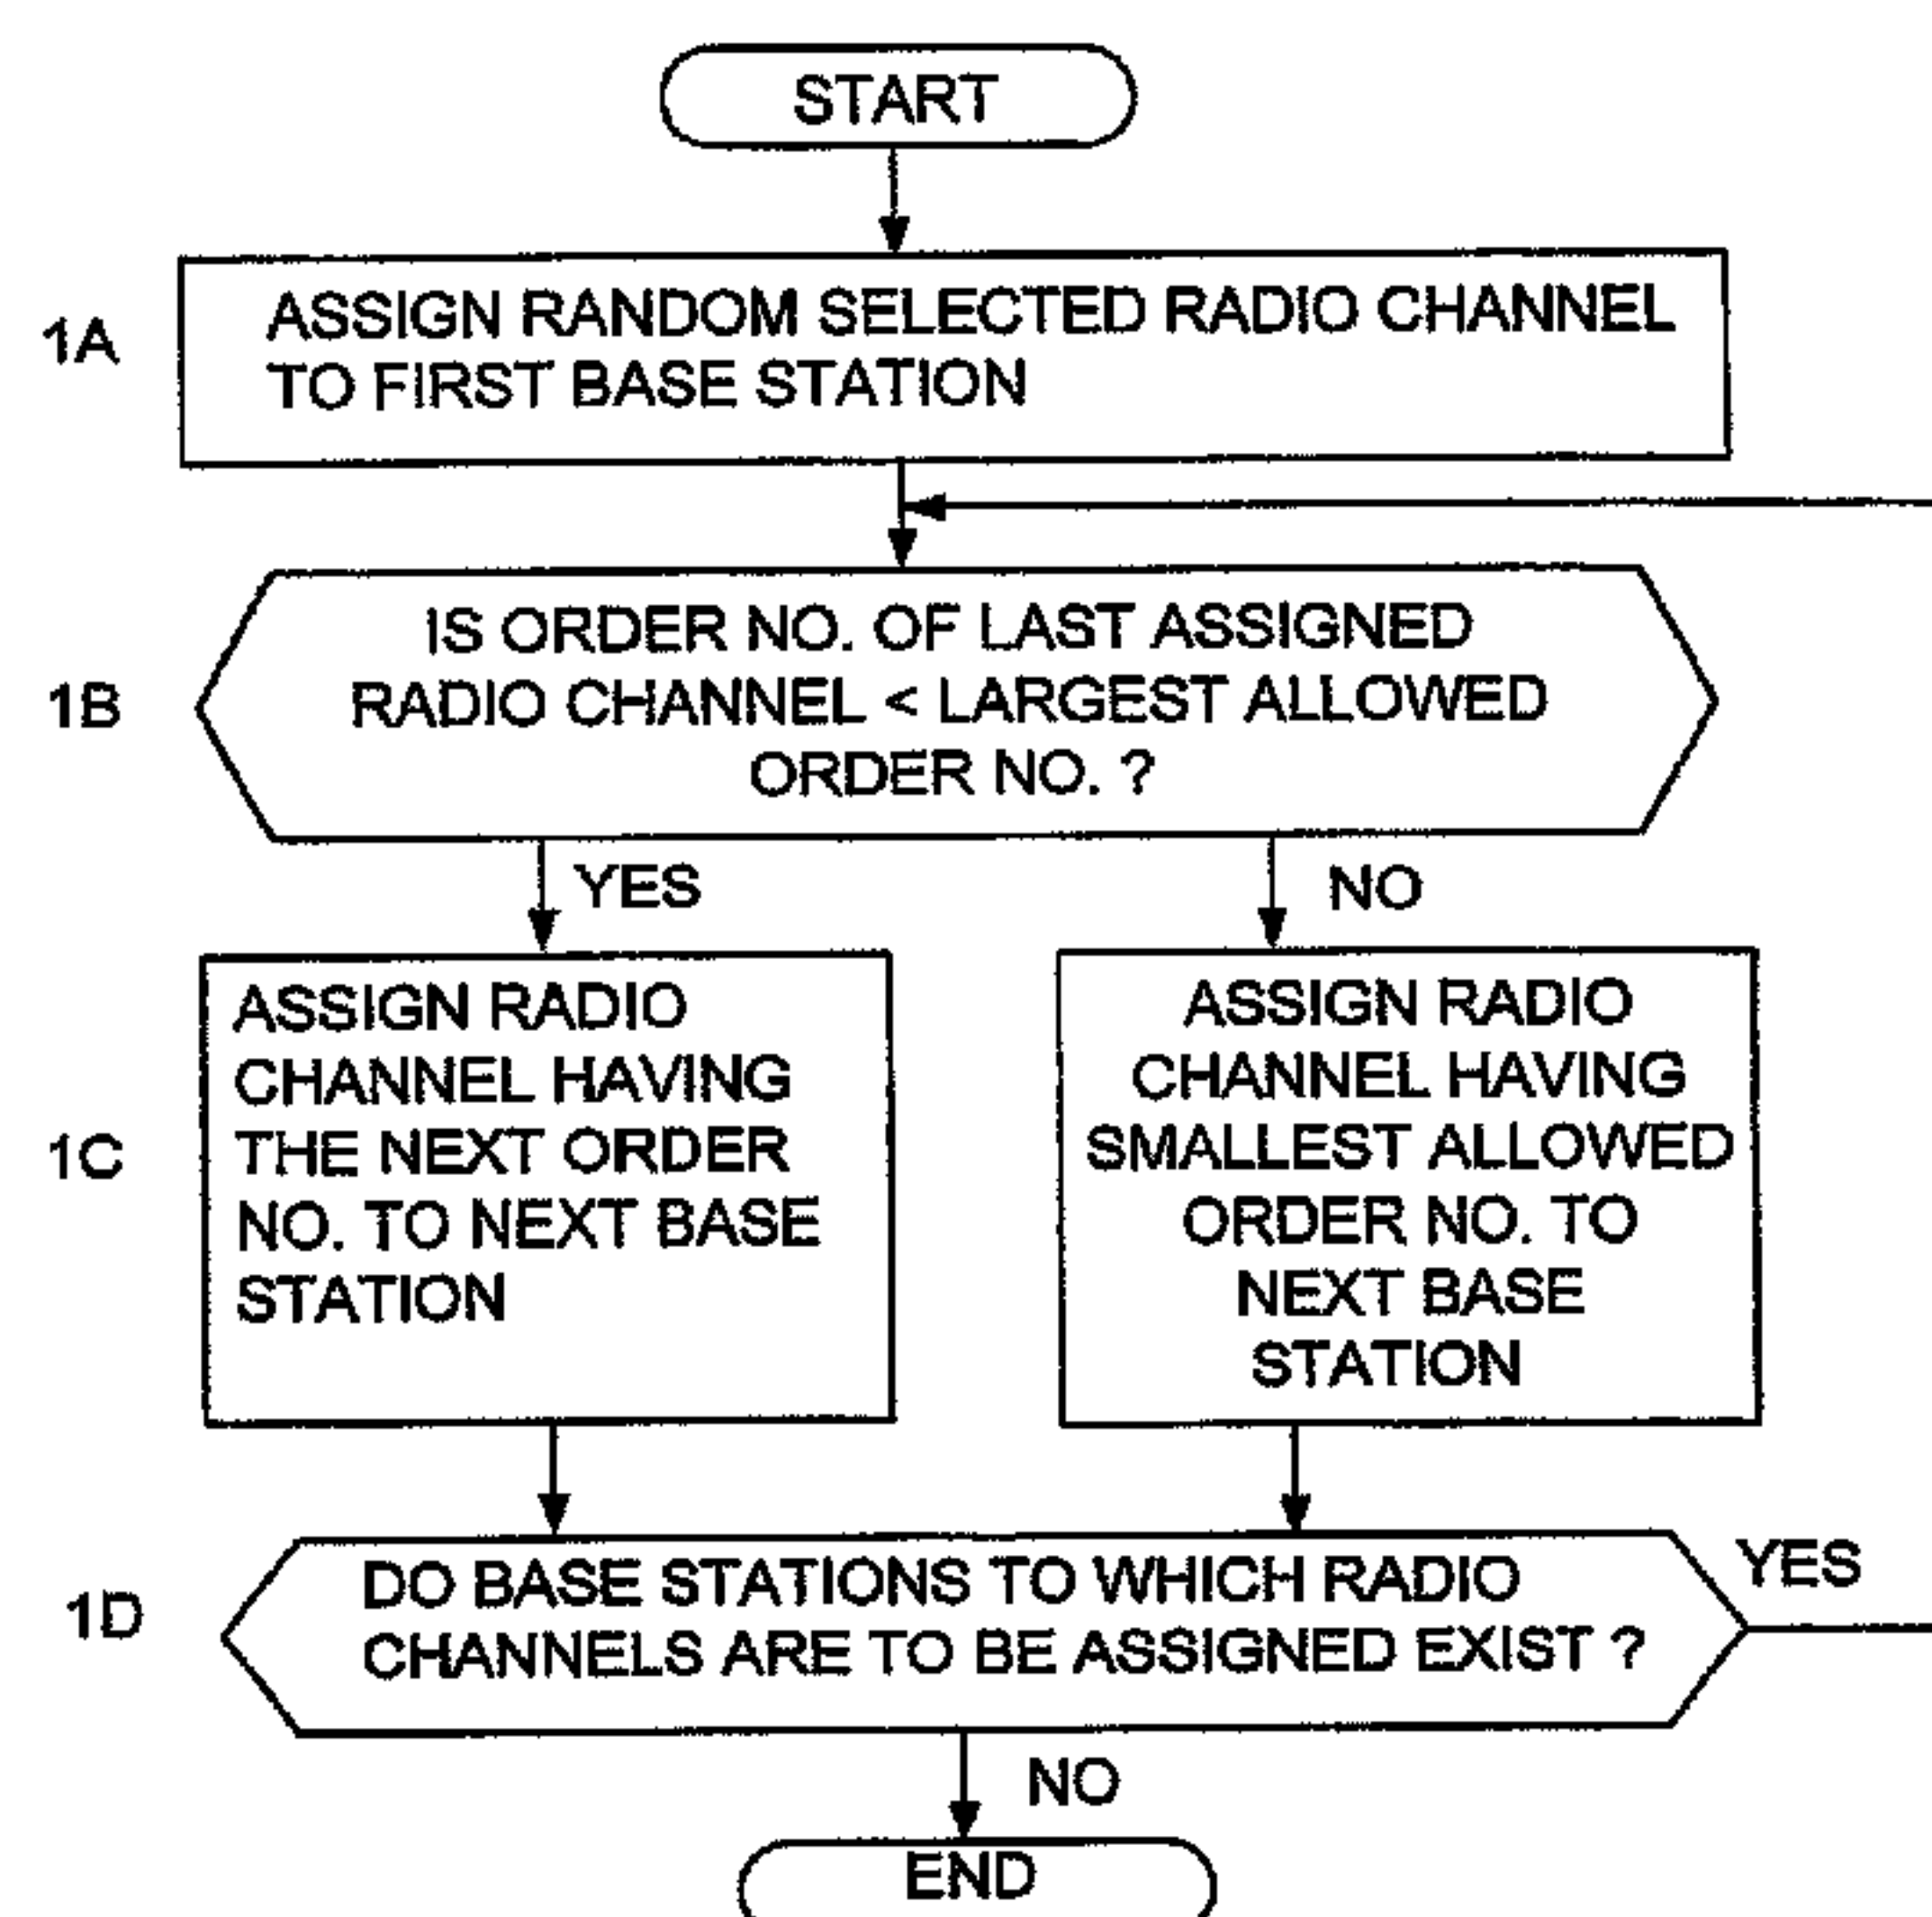 START
1A
ASSIGN RANDOM SELECTED RADIO CHANNEL
TO FIRST BASE STATION
1B
IS ORDER NO. OF LAST ASSIGNED
RADIO CHANNEL < LARGEST ALLOWED
ORDER NO. ?
YES
NO
1C
ASSIGN RADIO
CHANNEL HAVING
THE NEXT ORDER
NO. TO NEXT BASE
STATION
ASSIGN RADIO
CHANNEL HAVING
SMALLEST ALLOWED
ORDER NO. TO
NEXT BASE
STATION
1D
DO BASE STATIONS TO WHICH RADIO
CHANNELS ARE TO BE ASSIGNED EXIST ?
YES
NO
END